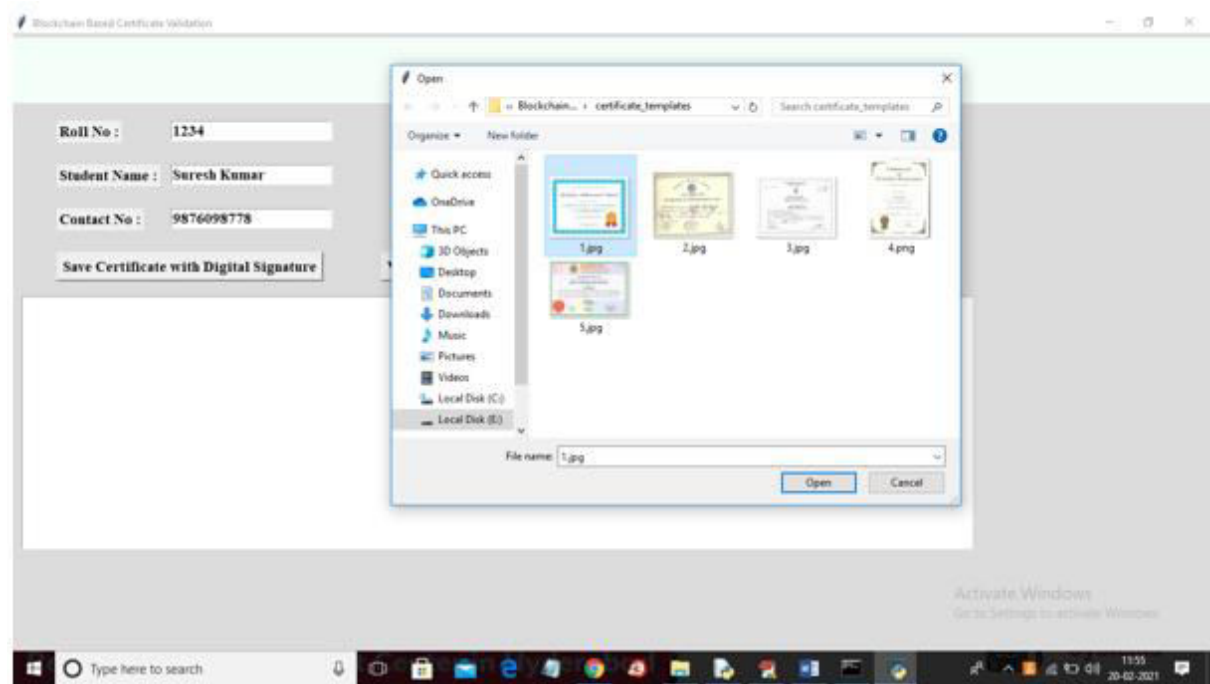 Blockchain Based Certificate Validation
Open
« Blockchain... › certificate_templates
Search certificate_templates
Organize
New folder
Roll No :
1234
Student Name :
Suresh Kumar
Contact No :
9876098778
Save Certificate with Digital Signature
Quick access
OneDrive
This PC
3D Objects
Desktop
Documents
Downloads
Music
Pictures
Videos
Local Disk (C:)
Local Disk (E:)
1.jpg
2.jpg
3.jpg
4.png
5.jpg
File name:
1.jpg
Open
Cancel
Activate Windows
Go to Settings to activate Windows.
Type here to search
11:55
20-02-2021